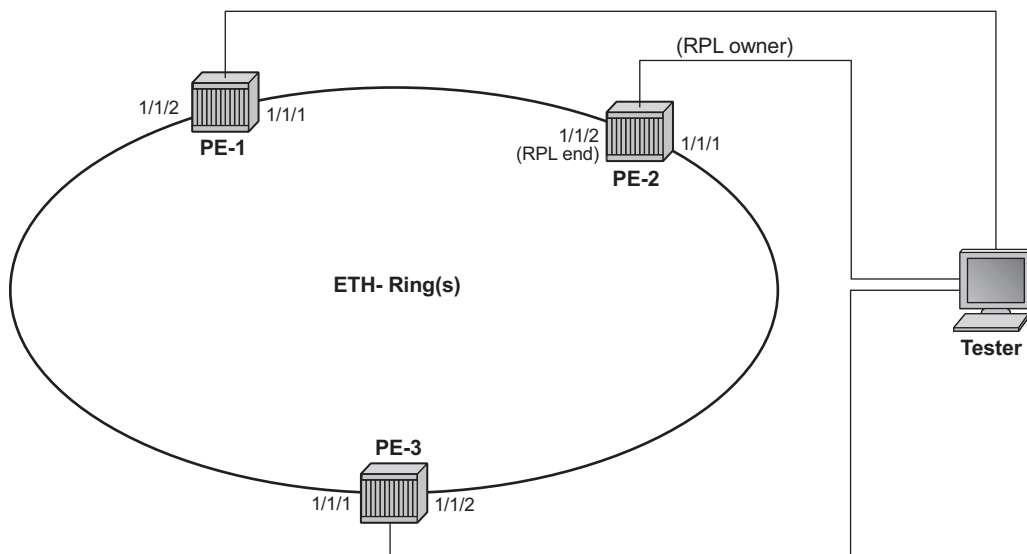 (RPL owner)
1/1/2
1/1/1
PE-1
1/1/2
(RPL end)
1/1/1
PE-2
ETH- Ring(s)
Tester
PE-3
1/1/1
1/1/2